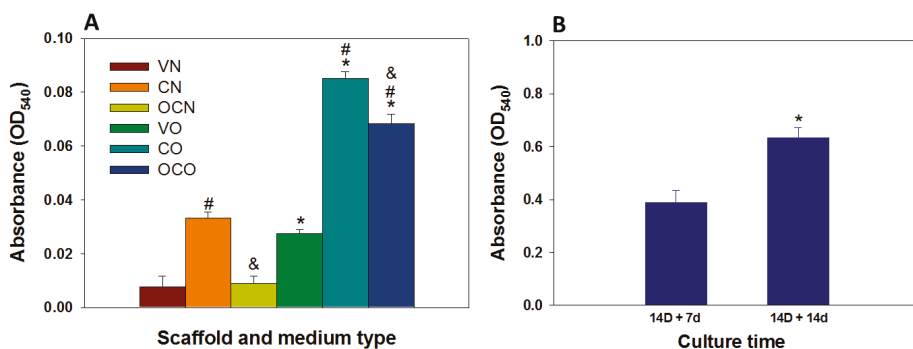 A
Absorbance (OD540)
0.10
0.08
0.06
0.04
0.02
0.00
VN
CN
OCN
VO
CO
OCO
#
&
*
#
*
&
#
*
Scaffold and medium type
B
Absorbance (OD540)
1.0
0.8
0.6
0.4
0.2
0.0
*
14D + 7d
14D + 14d
Culture time